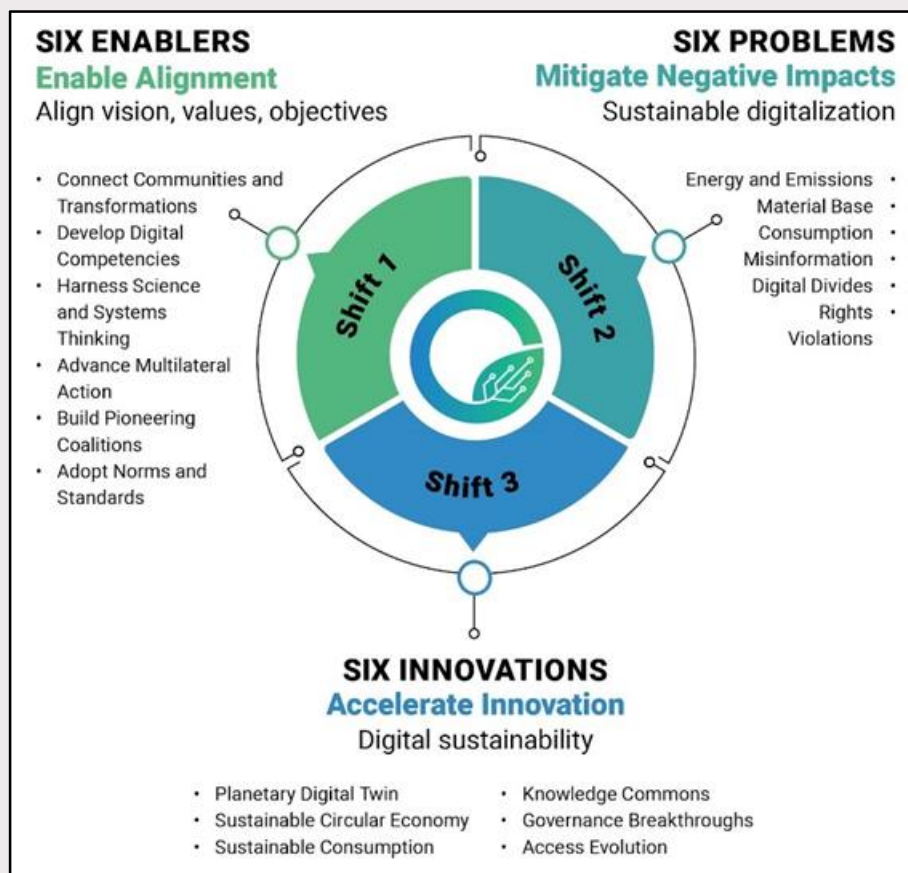 SIX ENABLERS
Enable Alignment
Align vision, values, objectives
• Connect Communities and
Transformations
• Develop Digital
Competencies
• Harness Science
and Systems
Thinking
• Advance Multilateral
Action
• Build Pioneering
Coalitions
• Adopt Norms and
Standards
SIX PROBLEMS
Mitigate Negative Impacts
Sustainable digitalization
Energy and Emissions •
Material Base •
Consumption •
Misinformation •
Digital Divides •
Rights •
Violations
Shift 1
Shift 2
Shift 3
SIX INNOVATIONS
Accelerate Innovation
Digital sustainability
• Planetary Digital Twin
• Sustainable Circular Economy
• Sustainable Consumption
• Knowledge Commons
• Governance Breakthroughs
• Access Evolution